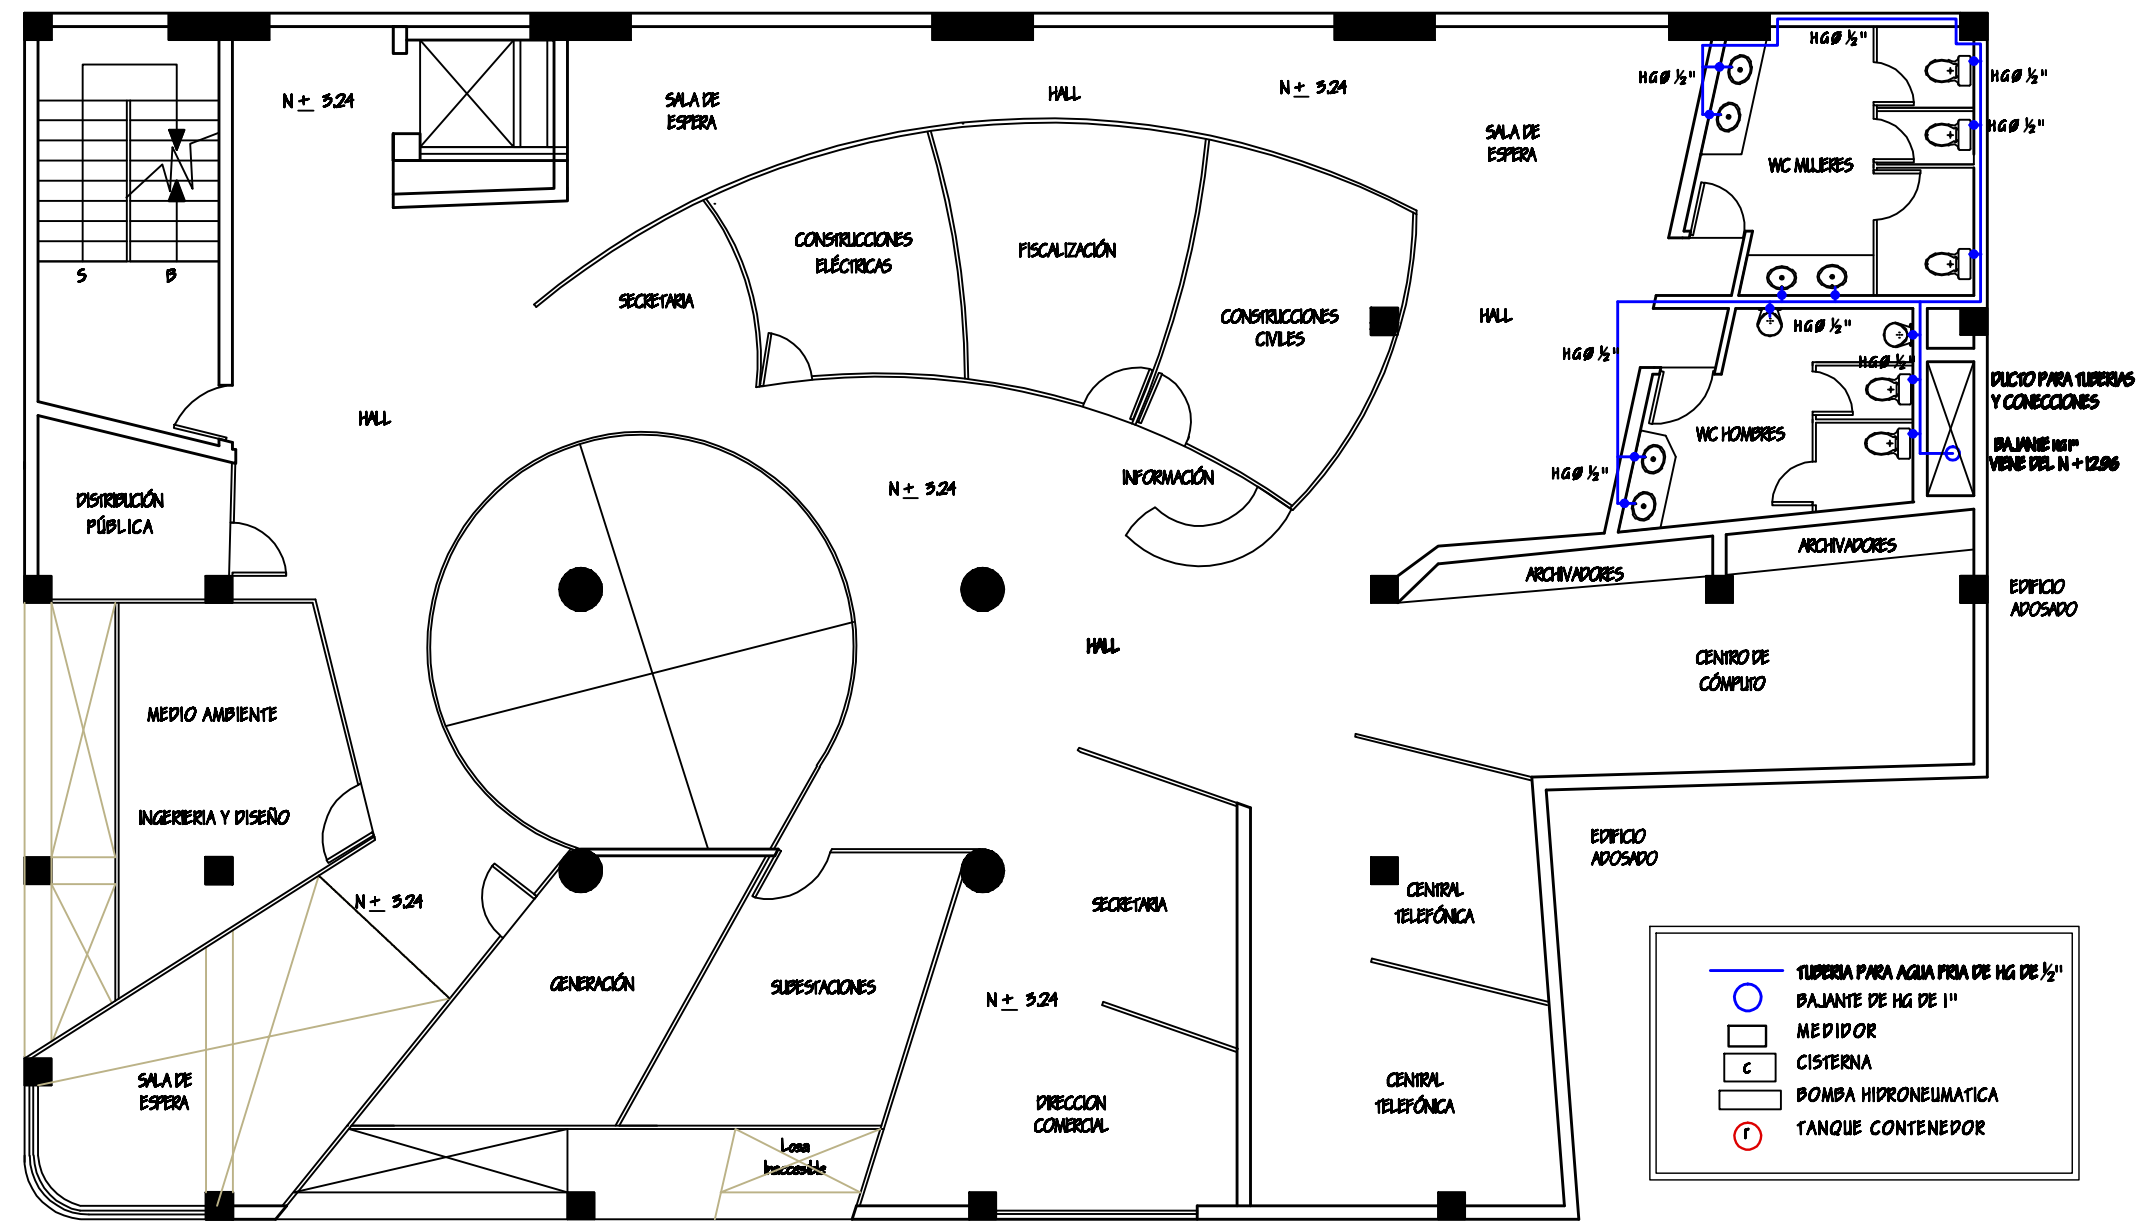 HG Ø ½"
HG Ø ½"
HG Ø ½"
N ± 3.24
SALA DE
ESPERA
HALL
N ± 3.24
SALA DE
ESPERA
HG Ø ½"
WC MUJERES
CONSTRUCCIONES
ELÉCTRICAS
FISCALIZACIÓN
S
B
SECRETARIA
CONSTRUCCIONES
CIVILES
HALL
HG Ø ½"
HG Ø ½"
HG Ø ½"
DUCTO PARA TUBERIAS
Y CONECCIONES
HALL
WC HOMBRES
BAJANTE HG 1"
VIENE DEL N + 12.96
INFORMACIÓN
HG Ø ½"
N ± 3.24
DISTRIBUCIÓN
PÚBLICA
ARCHIVADORES
ARCHIVADORES
EDIFICIO
ADOSADO
HALL
CENTRO DE
CÓMPUTO
MEDIO AMBIENTE
INGERIERIA Y DISEÑO
EDIFICIO
ADOSADO
N ± 3.24
SECRETARIA
CENTRAL
TELEFÓNICA
GENERACIÓN
SUBESTACIONES
N ± 3.24
TUBERIA PARA AGUA FRIA DE HG DE ½"
BAJANTE DE HG DE 1"
MEDIDOR
C
CISTERNA
BOMBA HIDRONEUMATICA
T
TANQUE CONTENEDOR
SALA DE
ESPERA
DIRECCION
COMERCIAL
CENTRAL
TELEFÓNICA
Losa
Inaccesible